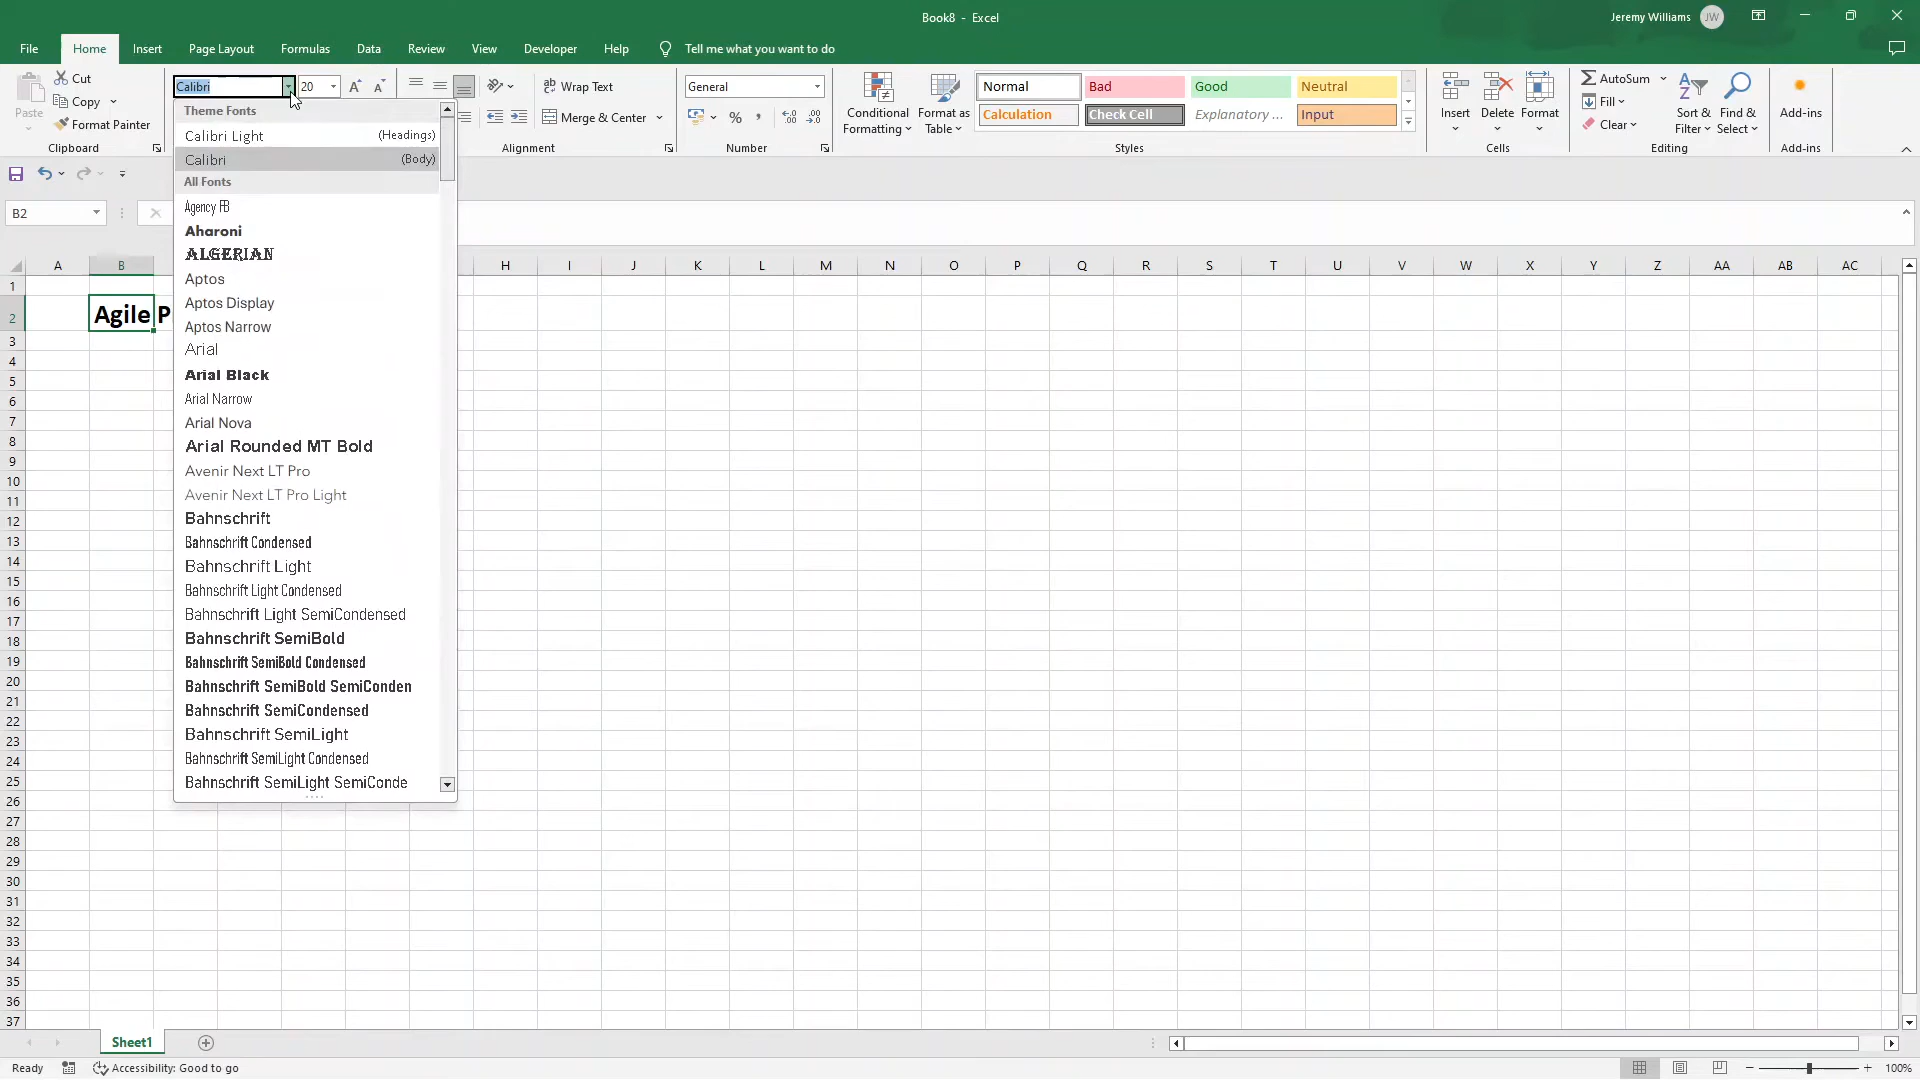 Book8 - Excel
Jeremy Williams JW
File Home Insert Page Layout Formulas Data Review View Developer Help Tell me what you want to do
Paste
Cut
Copy
Format Painter
Clipboard
Calibri 20
Wrap Text
Merge & Center
Alignment
General
%
Number
Conditional Formatting
Format as Table
Normal Bad Good Neutral
Calculation Check Cell Explanatory ... Input
Styles
Insert Delete Format
Cells
AutoSum
Fill
Clear
Sort & Filter
Find & Select
Editing
Add-ins
Add-ins
B2
Theme Fonts
Calibri Light (Headings)
Calibri (Body)
All Fonts
Agency FB
Aharoni
ALGERIAN
Aptos
Aptos Display
Aptos Narrow
Arial
Arial Black
Arial Narrow
Arial Nova
Arial Rounded MT Bold
Avenir Next LT Pro
Avenir Next LT Pro Light
Bahnschrift
Bahnschrift Condensed
Bahnschrift Light
Bahnschrift Light Condensed
Bahnschrift Light SemiCondensed
Bahnschrift SemiBold
Bahnschrift SemiBold Condensed
Bahnschrift SemiBold SemiConden
Bahnschrift SemiCondensed
Bahnschrift SemiLight
Bahnschrift SemiLight Condensed
Bahnschrift SemiLight SemiConde
A B H I J K L M N O P Q R S T U V W X Y Z AA AB AC
1
2 Agile P
3
4
5
6
7
8
9
10
11
12
13
14
15
16
17
18
19
20
21
22
23
24
25
26
27
28
29
30
31
32
33
34
35
36
37
Sheet1
Ready Accessibility: Good to go 100%